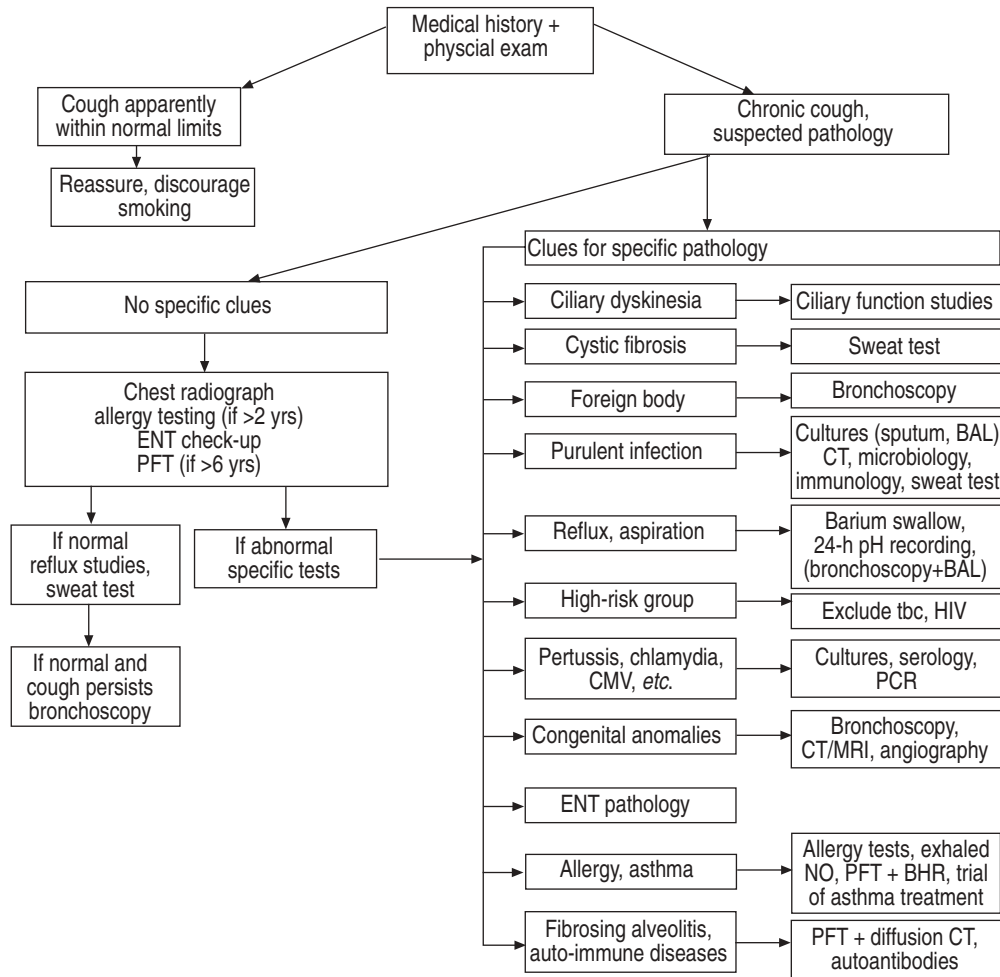 Medical history +
physcial exam
Cough apparently
within normal limits
Reassure, discourage
smoking
Chronic cough,
suspected pathology
No specific clues
Chest radiograph
allergy testing (if >2 yrs)
ENT check-up
PFT (if >6 yrs)
If normal
reflux studies,
sweat test
If normal and
cough persists
bronchoscopy
If abnormal
specific tests
Clues for specific pathology
Ciliary dyskinesia
Ciliary function studies
Cystic fibrosis
Sweat test
Foreign body
Bronchoscopy
Purulent infection
Cultures (sputum, BAL)
CT, microbiology,
immunology, sweat test
Reflux, aspiration
Barium swallow,
24-h pH recording,
(bronchoscopy+BAL)
High-risk group
Exclude tbc, HIV
Pertussis, chlamydia,
CMV, etc.
Cultures, serology,
PCR
Congenital anomalies
Bronchoscopy,
CT/MRI, angiography
ENT pathology
Allergy, asthma
Allergy tests, exhaled
NO, PFT + BHR, trial
of asthma treatment
Fibrosing alveolitis,
auto-immune diseases
PFT + diffusion CT,
autoantibodies